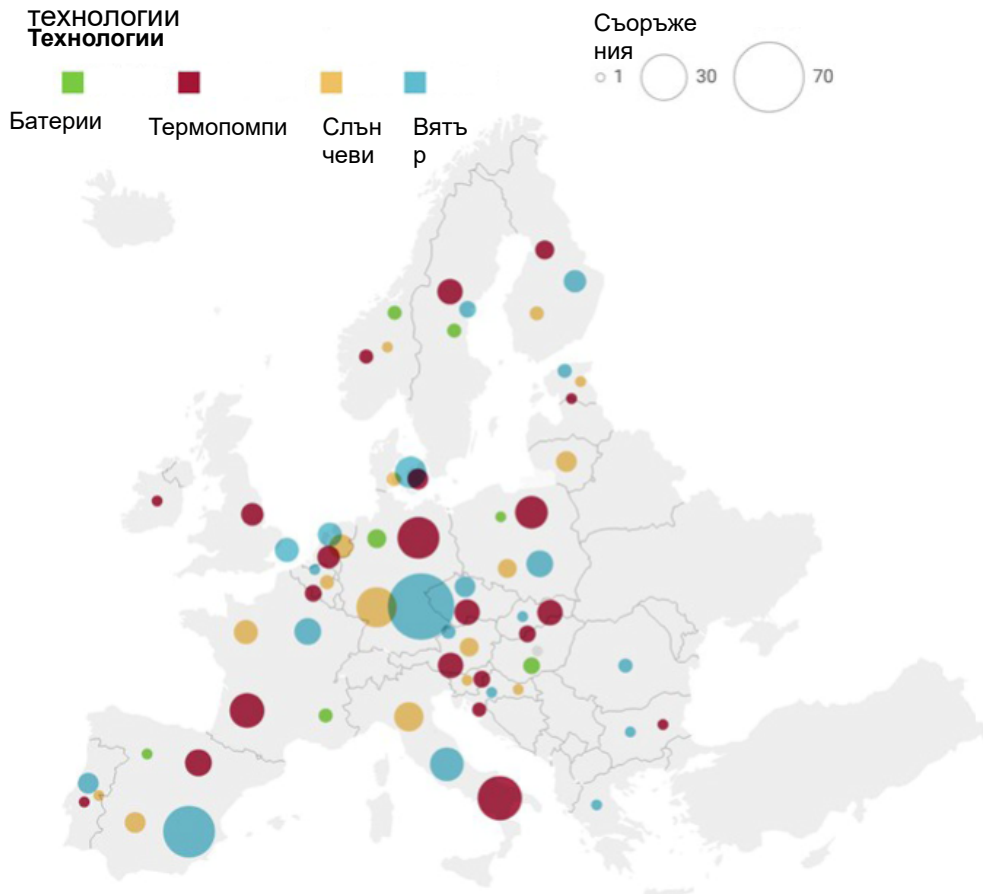 технологии
Технологии
Батерии
Термопомпи
Слън
чеви
Вятъ
р
Съоръже
ния
1
30
70